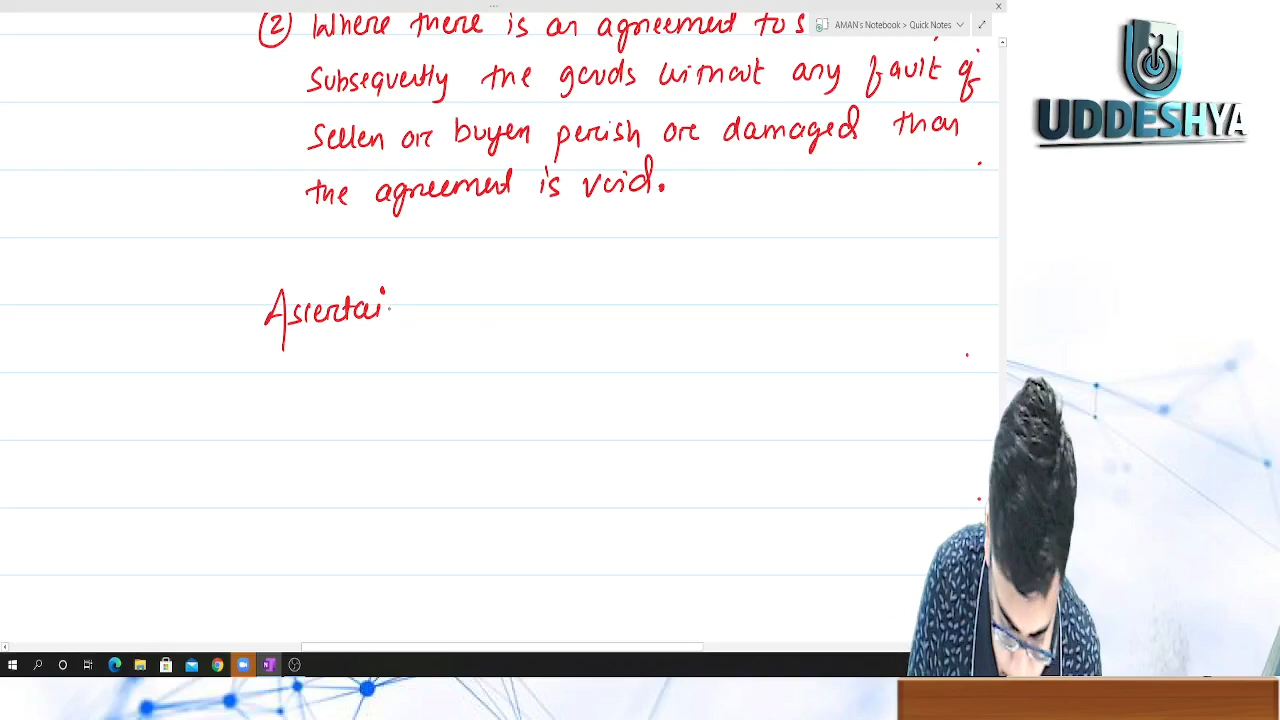 ② Where there is an agreement to s
AMAN's Notebook > Quick Notes
Subsequently the goods without any fault of
Seller or buyer perish or damaged than
the agreement is void.
Ascertai
UDDESHYA